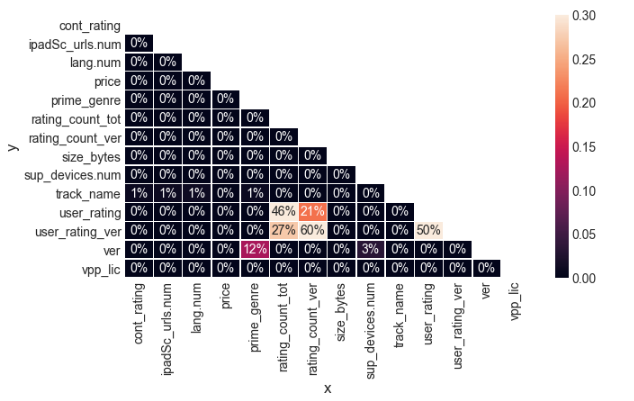 cont_rating
ipadSc_urls.num 0%
lang.num 0% 0%
price 0% 0% 0%
prime_genre 0% 0% 0% 0%
rating_count_tot 0% 0% 0% 0% 0%
rating_count_ver 0% 0% 0% 0% 0% 0%
size_bytes 0% 0% 0% 0% 0% 0% 0%
sup_devices.num 0% 0% 0% 0% 0% 0% 0% 0%
track_name 1% 1% 1% 0% 1% 0% 0% 0% 0%
user_rating 0% 0% 0% 0% 0% 46% 21% 0% 0% 0%
user_rating_ver 0% 0% 0% 0% 0% 27% 60% 0% 0% 0% 50%
ver 0% 0% 0% 0% 12% 0% 0% 0% 3% 0% 0% 0%
vpp_lic 0% 0% 0% 0% 0% 0% 0% 0% 0% 0% 0% 0% 0%
y
cont_rating
ipadSc_urls.num
lang.num
price
prime_genre
rating_count_tot
rating_count_ver
size_bytes
sup_devices.num
track_name
user_rating
user_rating_ver
ver
vpp_lic
x
0.30
0.25
0.20
0.15
0.10
0.05
0.00